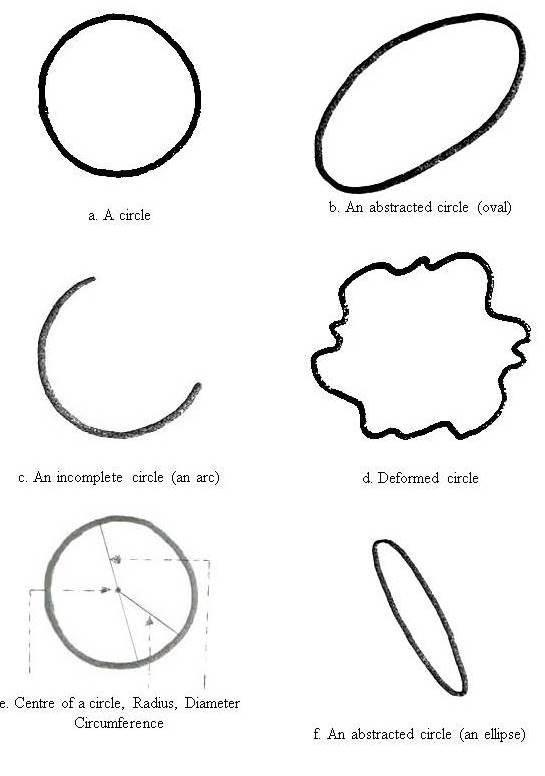 a. A circle
b. An abstracted circle (oval)
c. An incomplete circle (an arc)
d. Deformed circle
e. Centre of a circle, Radius, Diameter
Circumference
f. An abstracted circle (an ellipse)